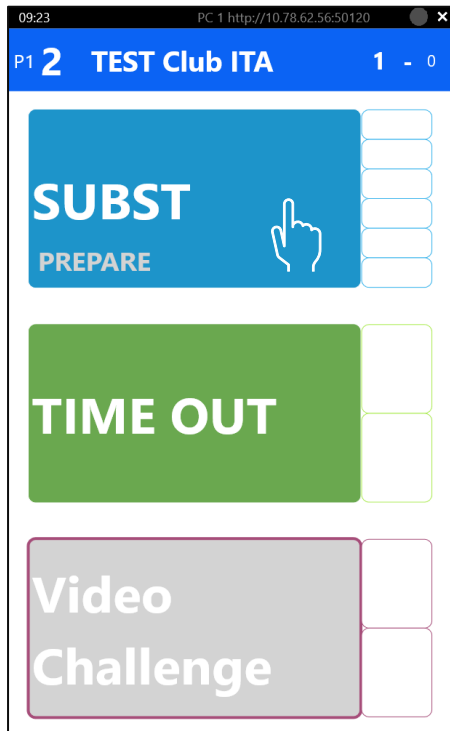 09:23 PC 1 http://10.78.62.56:50120
P1 2 TEST Club ITA 1 - 0
SUBST
PREPARE
TIME OUT
Video
Challenge